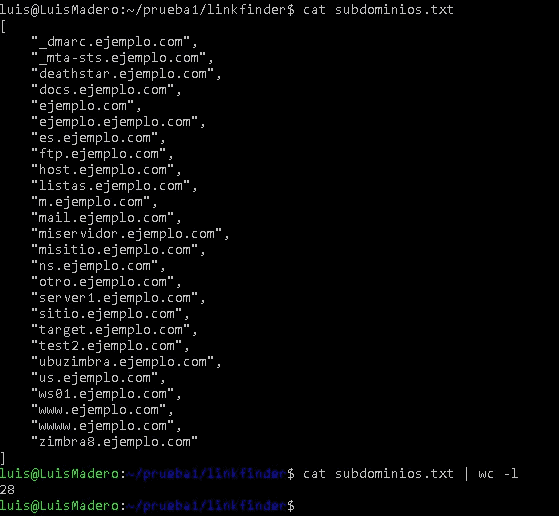 luis@LuisMadero:~/prueba1/linkfinder$ cat subdominios.txt
[
    "_dmarc.ejemplo.com",
    "_mta-sts.ejemplo.com",
    "deathstar.ejemplo.com",
    "docs.ejemplo.com",
    "ejemplo.com",
    "ejemplo.ejemplo.com",
    "es.ejemplo.com",
    "ftp.ejemplo.com",
    "host.ejemplo.com",
    "listas.ejemplo.com",
    "m.ejemplo.com",
    "mail.ejemplo.com",
    "miservidor.ejemplo.com",
    "misitio.ejemplo.com",
    "ns.ejemplo.com",
    "otro.ejemplo.com",
    "server1.ejemplo.com",
    "sitio.ejemplo.com",
    "target.ejemplo.com",
    "test2.ejemplo.com",
    "ubuzimbra.ejemplo.com",
    "us.ejemplo.com",
    "ws01.ejemplo.com",
    "www.ejemplo.com",
    "wwww.ejemplo.com",
    "zimbra8.ejemplo.com"
]
luis@LuisMadero:~/prueba1/linkfinder$ cat subdominios.txt | wc -l
28
luis@LuisMadero:~/prueba1/linkfinder$